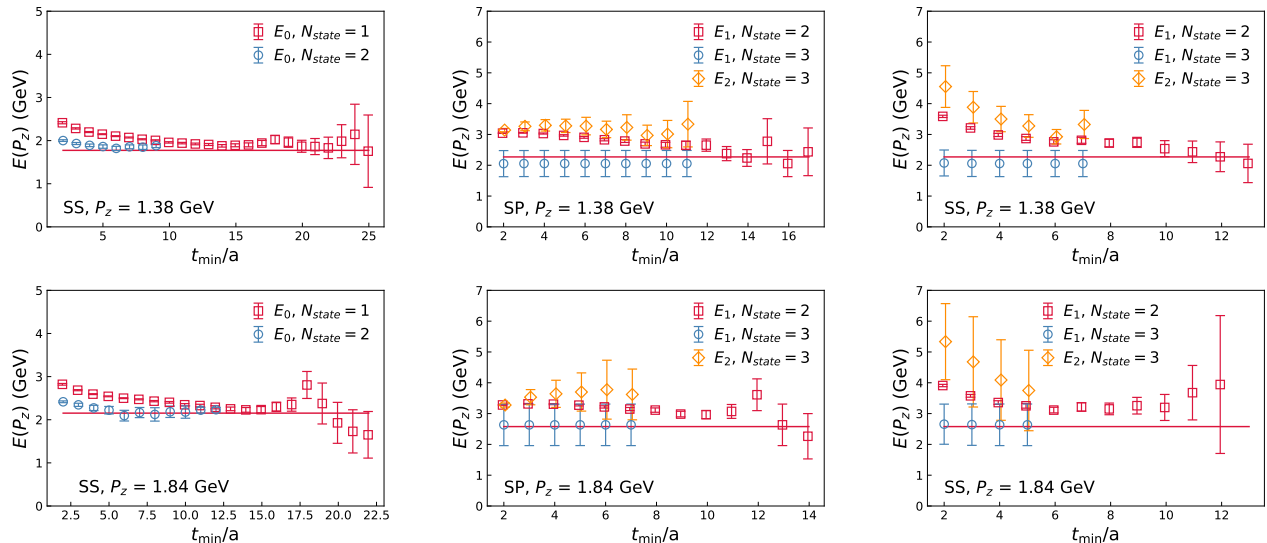 5
4
3
2
1
0
E(P_z) (GeV)
E_0, N_state = 1
E_0, N_state = 2
SS, P_z = 1.38 GeV
5 10 15 20 25
t_min/a
7
6
5
4
3
2
1
0
E(P_z) (GeV)
E_1, N_state = 2
E_1, N_state = 3
E_2, N_state = 3
SP, P_z = 1.38 GeV
2 4 6 8 10 12 14 16
t_min/a
7
6
5
4
3
2
1
0
E(P_z) (GeV)
E_1, N_state = 2
E_1, N_state = 3
E_2, N_state = 3
SS, P_z = 1.38 GeV
2 4 6 8 10 12
t_min/a
5
4
3
2
1
0
E(P_z) (GeV)
E_0, N_state = 1
E_0, N_state = 2
SS, P_z = 1.84 GeV
2.5 5.0 7.5 10.0 12.5 15.0 17.5 20.0 22.5
t_min/a
7
6
5
4
3
2
1
0
E(P_z) (GeV)
E_1, N_state = 2
E_1, N_state = 3
E_2, N_state = 3
SP, P_z = 1.84 GeV
2 4 6 8 10 12 14
t_min/a
7
6
5
4
3
2
1
0
E(P_z) (GeV)
E_1, N_state = 2
E_1, N_state = 3
E_2, N_state = 3
SS, P_z = 1.84 GeV
2 4 6 8 10 12
t_min/a